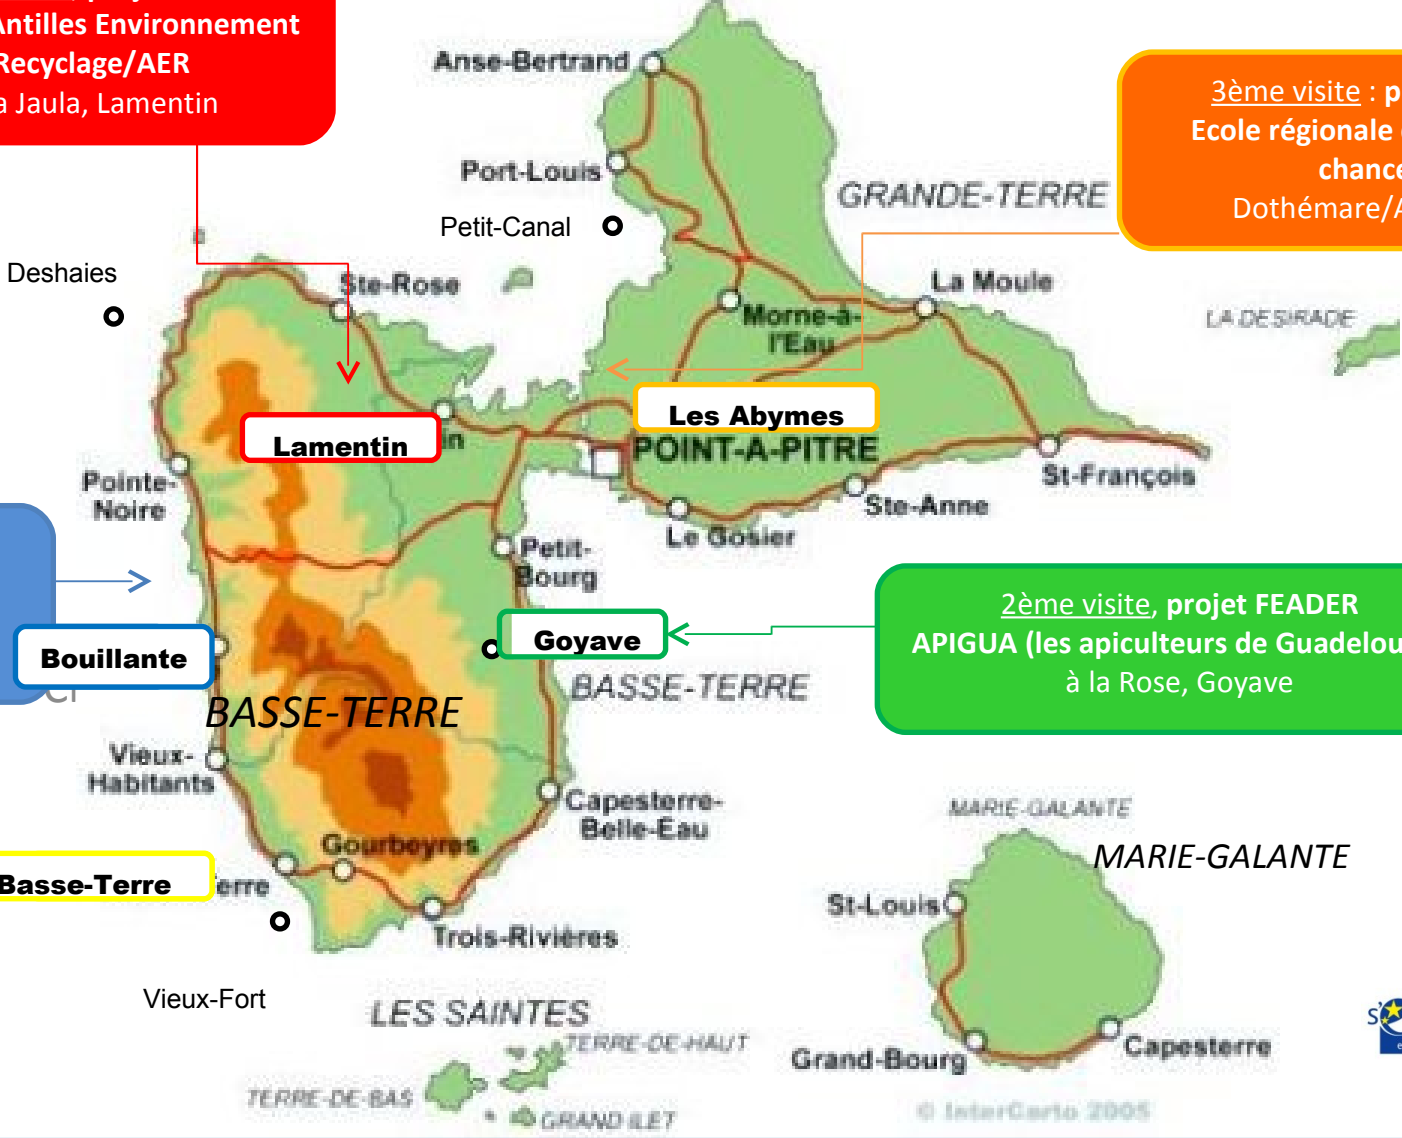 Antilles Environnement
Recyclage/AER
a Jaula, Lamentin
3ème visite : p
Ecole régionale
chance
Dothémare/A
Anse-Bertrand
Port-Louis
Petit-Canal
GRANDE-TERRE
Deshaies
Ste-Rose
La Moule
Morne-à-
l'Eau
LA DESIRADE
Les Abymes
Lamentin
in
POINT-A-PITRE
Pointe-
Noire
St-François
Ste-Anne
Le Gosier
Petit-
Bourg
2ème visite, projet FEADER
APIGUA (les apiculteurs de Guadelou
à la Rose, Goyave
Goyave
Bouillante
BASSE-TERRE
BASSE-TERRE
Vieux-
Habitants
Capesterre-
Belle-Eau
MARIE-GALANTE
MARIE-GALANTE
Gourbeyres
Basse-Terre
erre
St-Louis
Trois-Rivières
Vieux-Fort
LES SAINTES
TERRE-DE-HAUT
Grand-Bourg
Capesterre
TERRE-DE-BAS
GRAND ILET
© InterCarto 2005